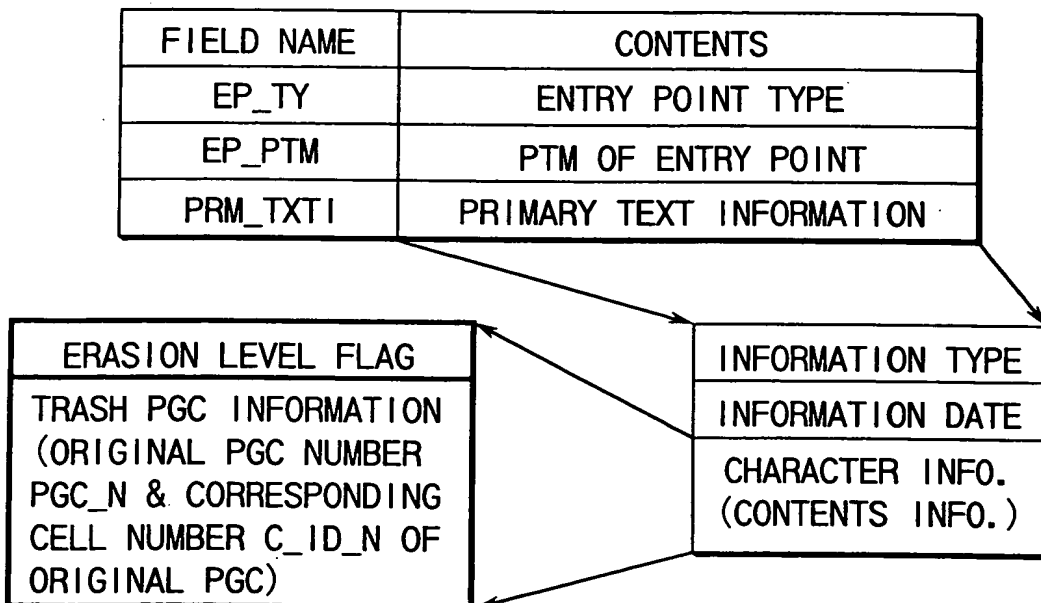 FIELD NAME CONTENTS
EP_TY ENTRY POINT TYPE
EP_PTM PTM OF ENTRY POINT
PRM_TXTI PRIMARY TEXT INFORMATION
ERASION LEVEL FLAG
TRASH PGC INFORMATION
(ORIGINAL PGC NUMBER
PGC_N & CORRESPONDING
CELL NUMBER C_ID_N OF
ORIGINAL PGC)
INFORMATION TYPE
INFORMATION DATE
CHARACTER INFO.
(CONTENTS INFO.)